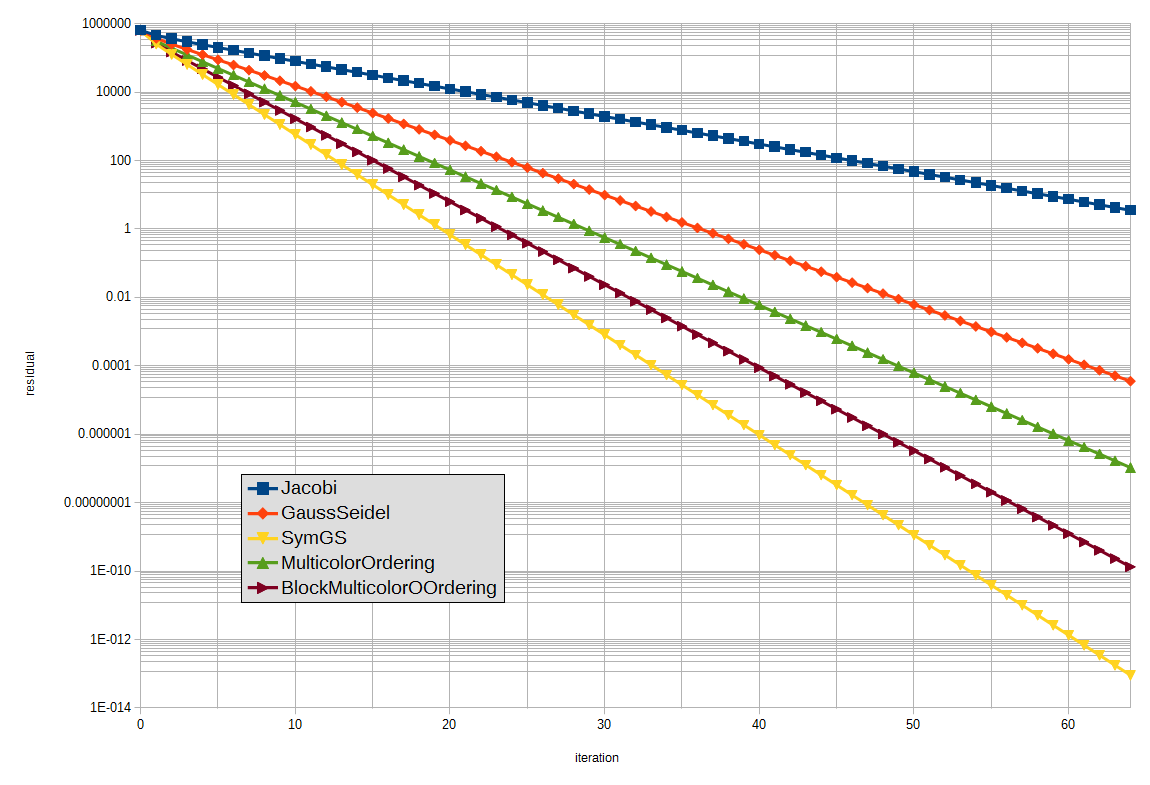 1000000
10000
100
1
0.01
0.0001
0.000001
0.00000001
1E-010
1E-012
1E-014
residual
Jacobi
GaussSeidel
SymGS
MulticolorOrdering
BlockMulticolorOOrdering
0 10 20 30 40 50 60
iteration